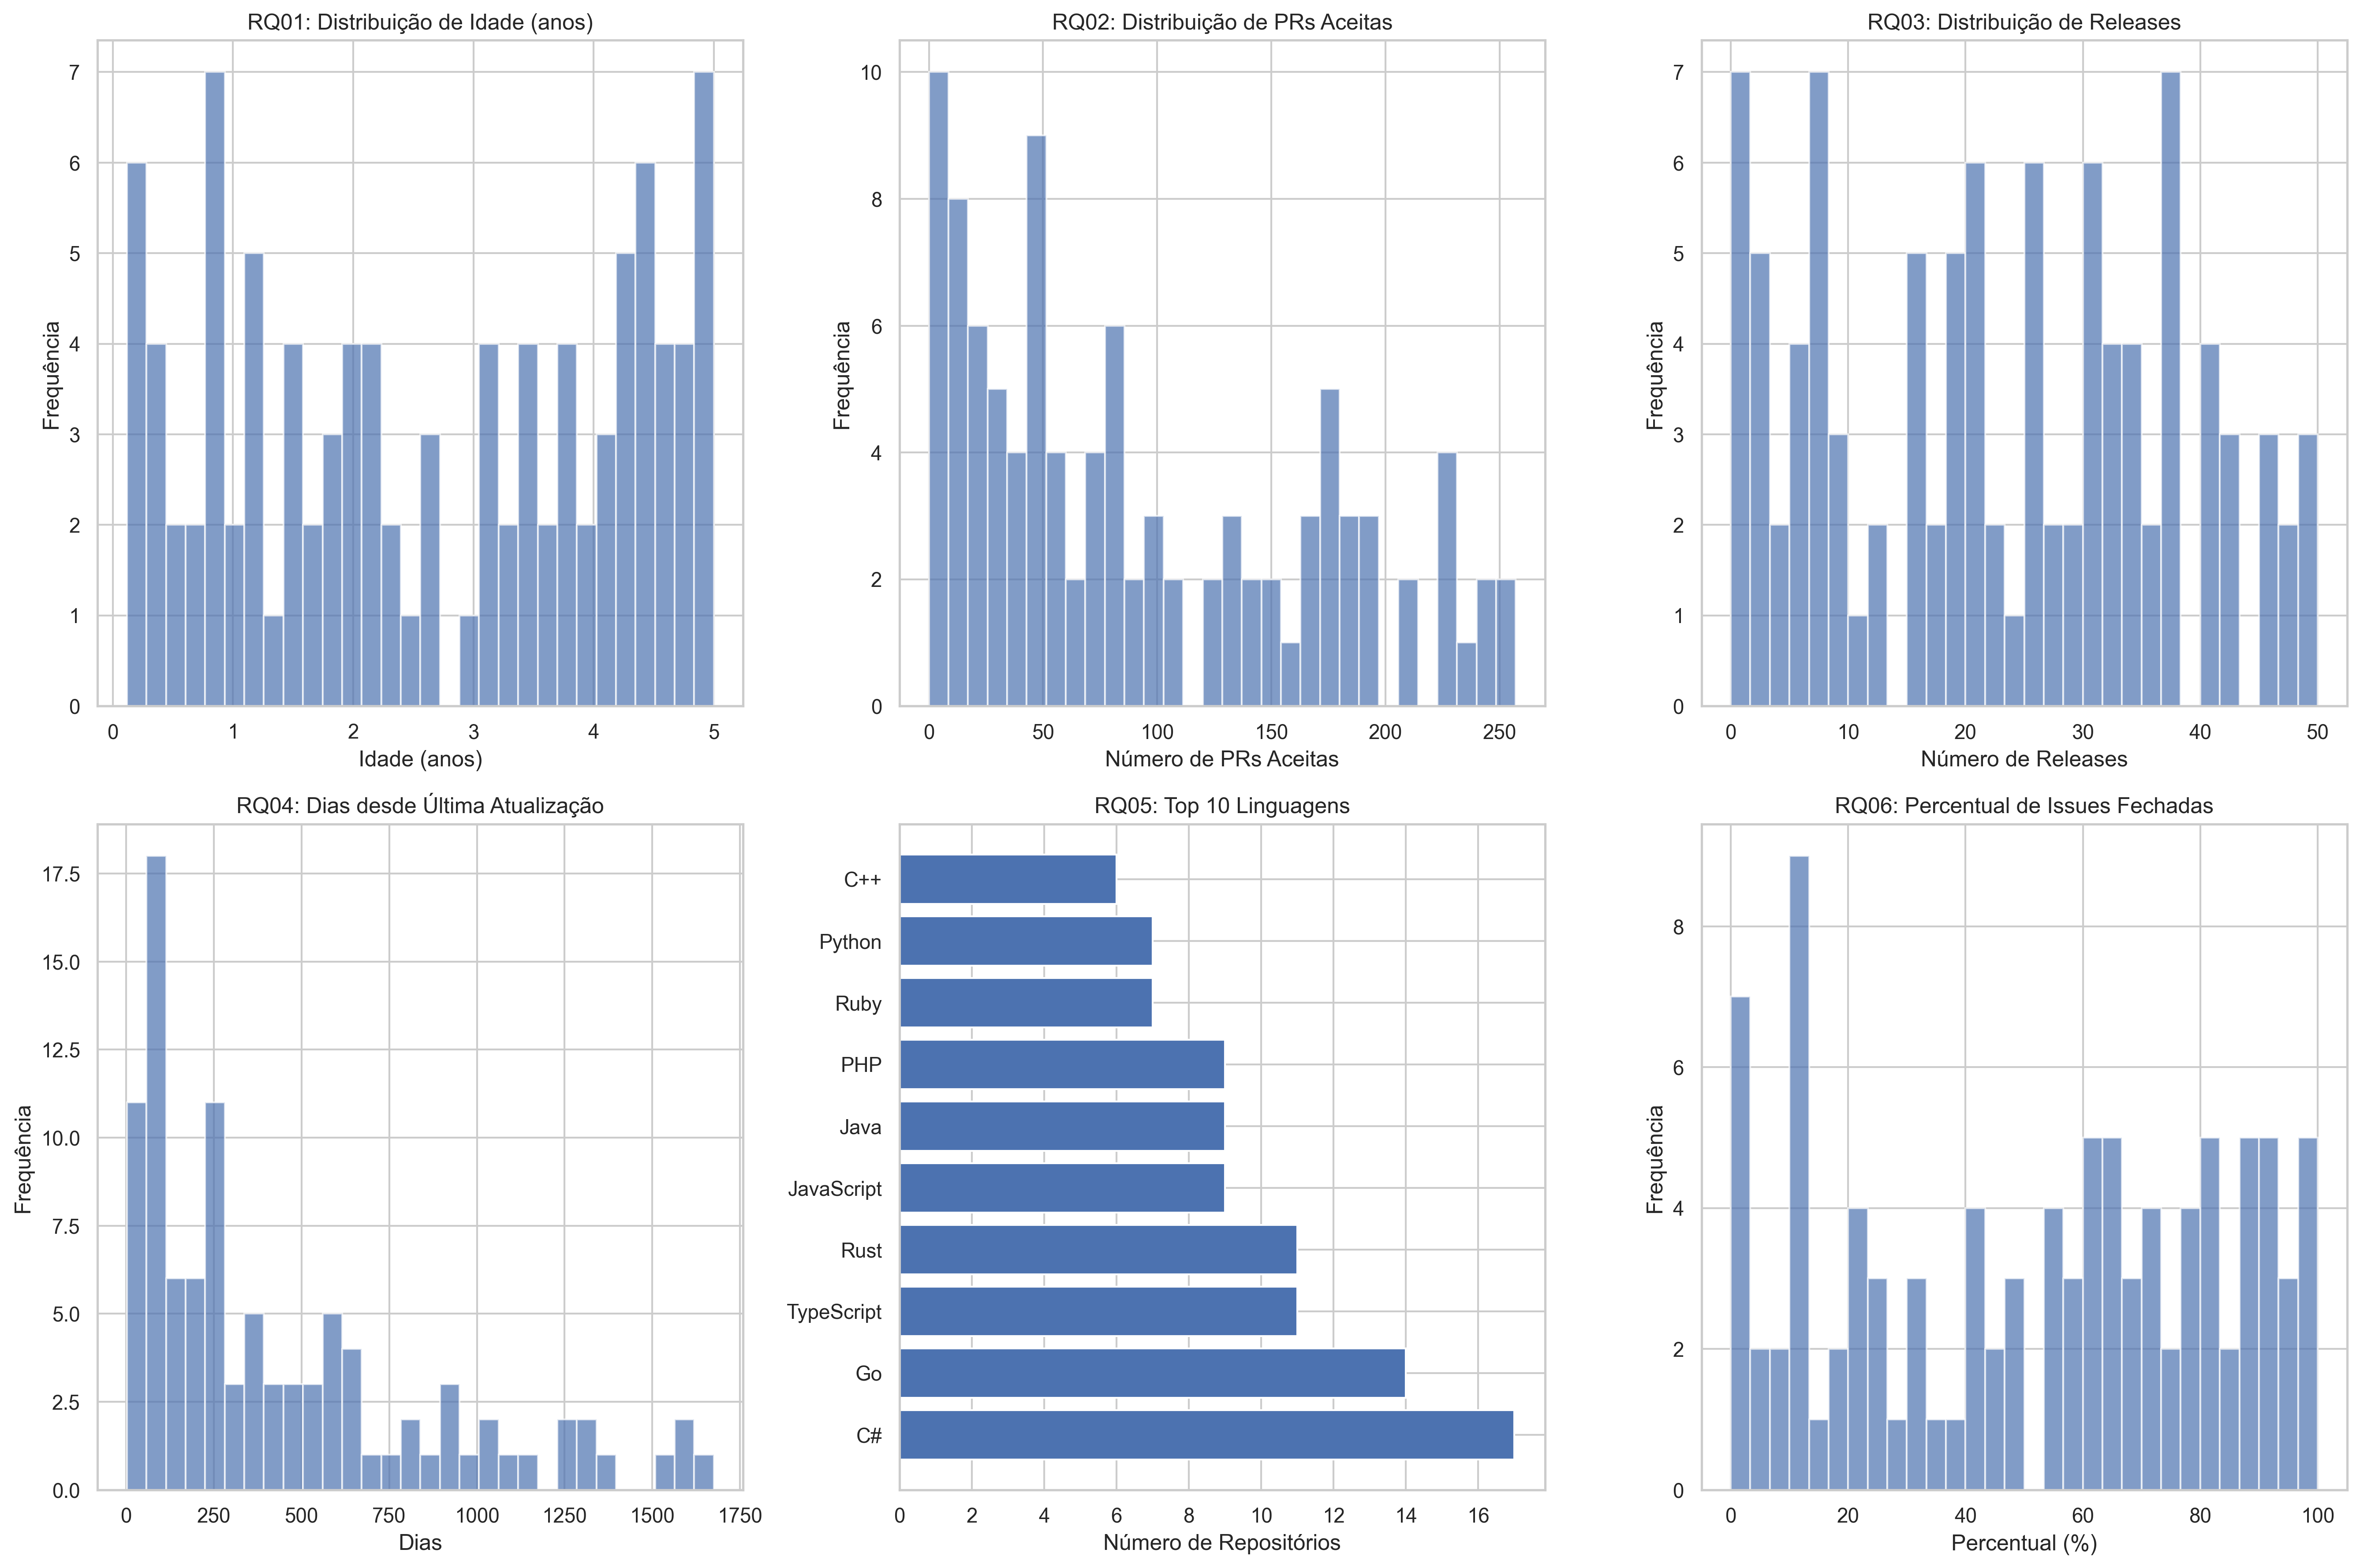 RQ01: Distribuição de Idade (anos)
7
6
5
4
3
2
1
0
Frequência
0 1 2 3 4 5
Idade (anos)
RQ02: Distribuição de PRs Aceitas
10
8
6
4
2
0
Frequência
0 50 100 150 200 250
Número de PRs Aceitas
RQ03: Distribuição de Releases
7
6
5
4
3
2
1
0
Frequência
0 10 20 30 40 50
Número de Releases
RQ04: Dias desde Última Atualização
17.5
15.0
12.5
10.0
7.5
5.0
2.5
0.0
Frequência
0 250 500 750 1000 1250 1500 1750
Dias
RQ05: Top 10 Linguagens
C++
Python
Ruby
PHP
Java
JavaScript
Rust
TypeScript
Go
C#
0 2 4 6 8 10 12 14 16
Número de Repositórios
RQ06: Percentual de Issues Fechadas
8
6
4
2
0
Frequência
0 20 40 60 80 100
Percentual (%)